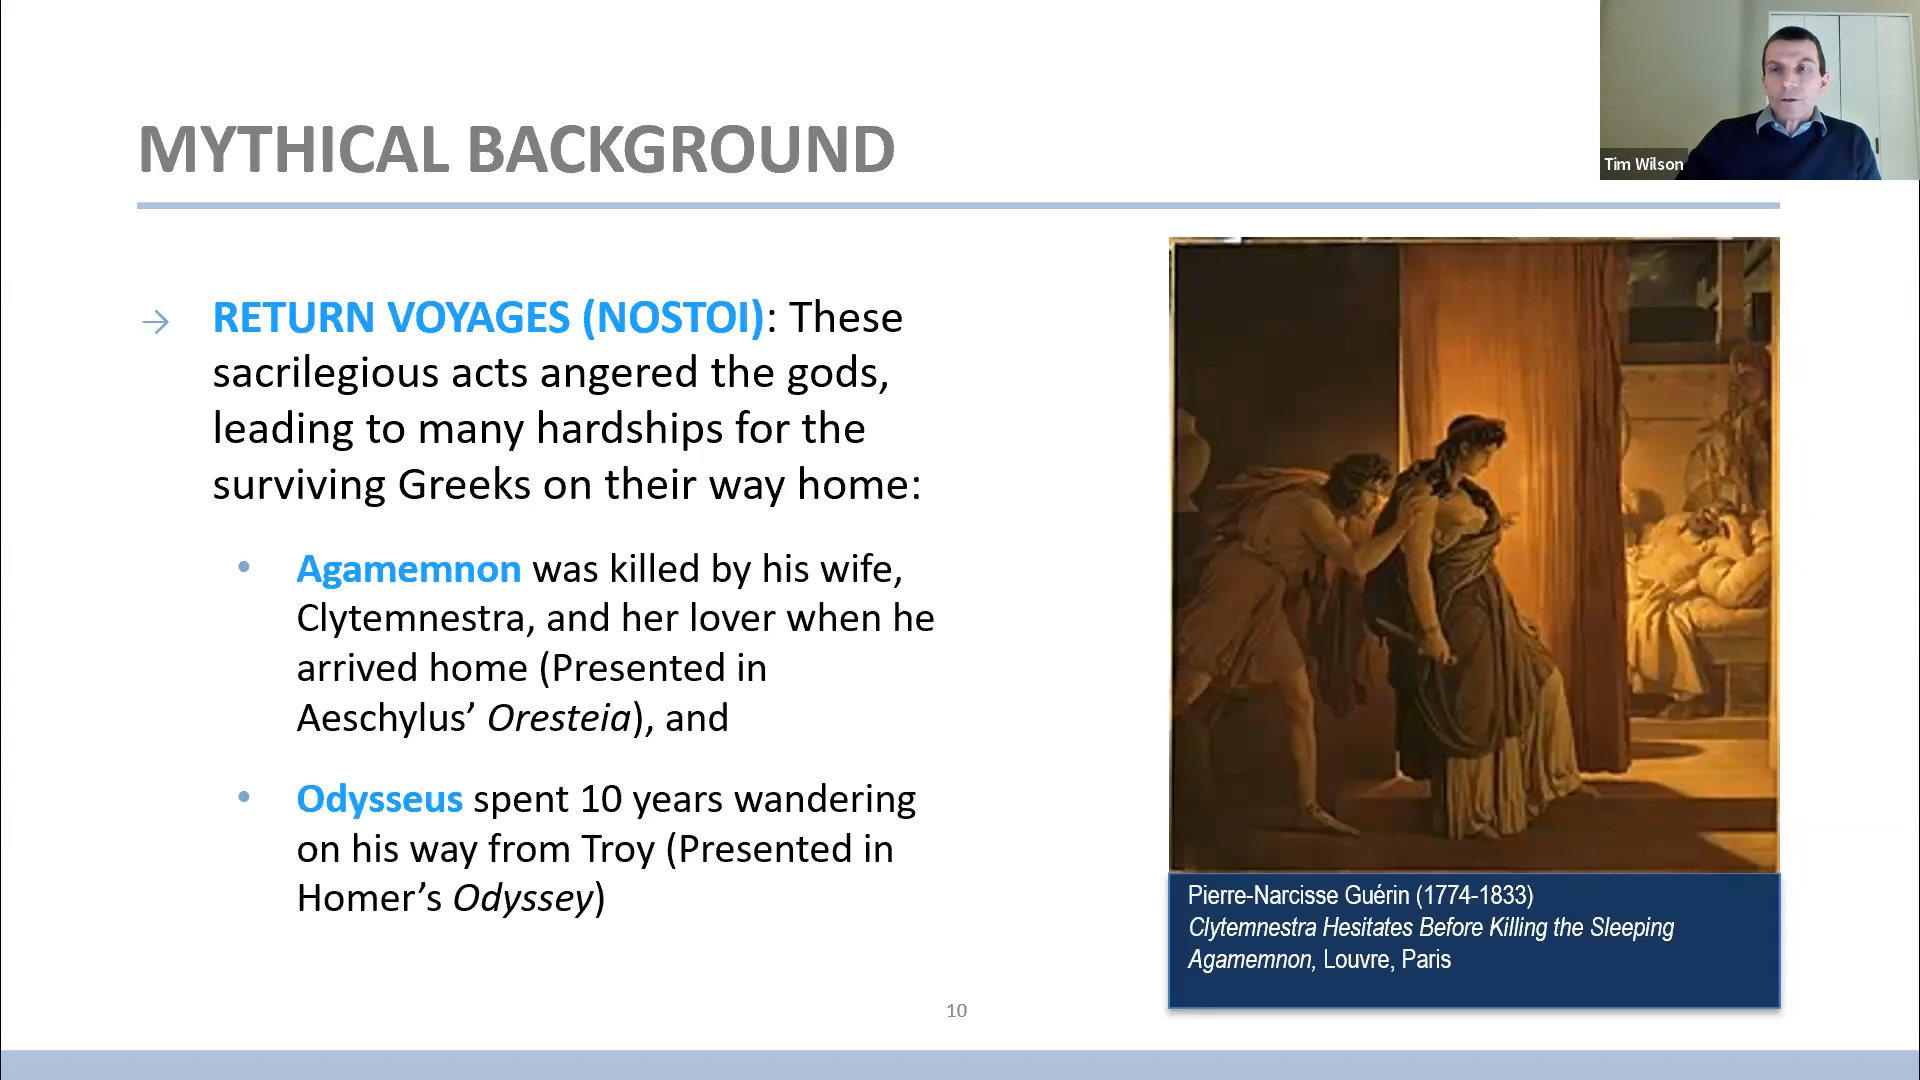 Tim Wilson
MYTHICAL BACKGROUND
→ RETURN VOYAGES (NOSTOI): These
sacrilegious acts angered the gods,
leading to many hardships for the
surviving Greeks on their way home:
• Agamemnon was killed by his wife,
Clytemnestra, and her lover when he
arrived home (Presented in
Aeschylus’ Oresteia), and
• Odysseus spent 10 years wandering
on his way from Troy (Presented in
Homer’s Odyssey)
Pierre-Narcisse Guérin (1774-1833)
Clytemnestra Hesitates Before Killing the Sleeping
Agamemnon, Louvre, Paris
10